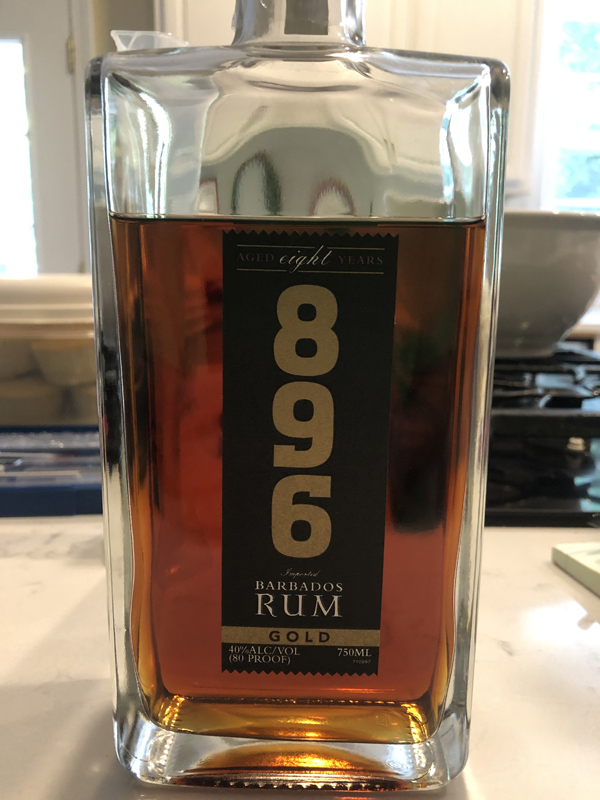 AGED eight YEARS
8
9
6
Imported
BARBADOS
RUM
GOLD
40%ALC/VOL 750ML
(80 PROOF)